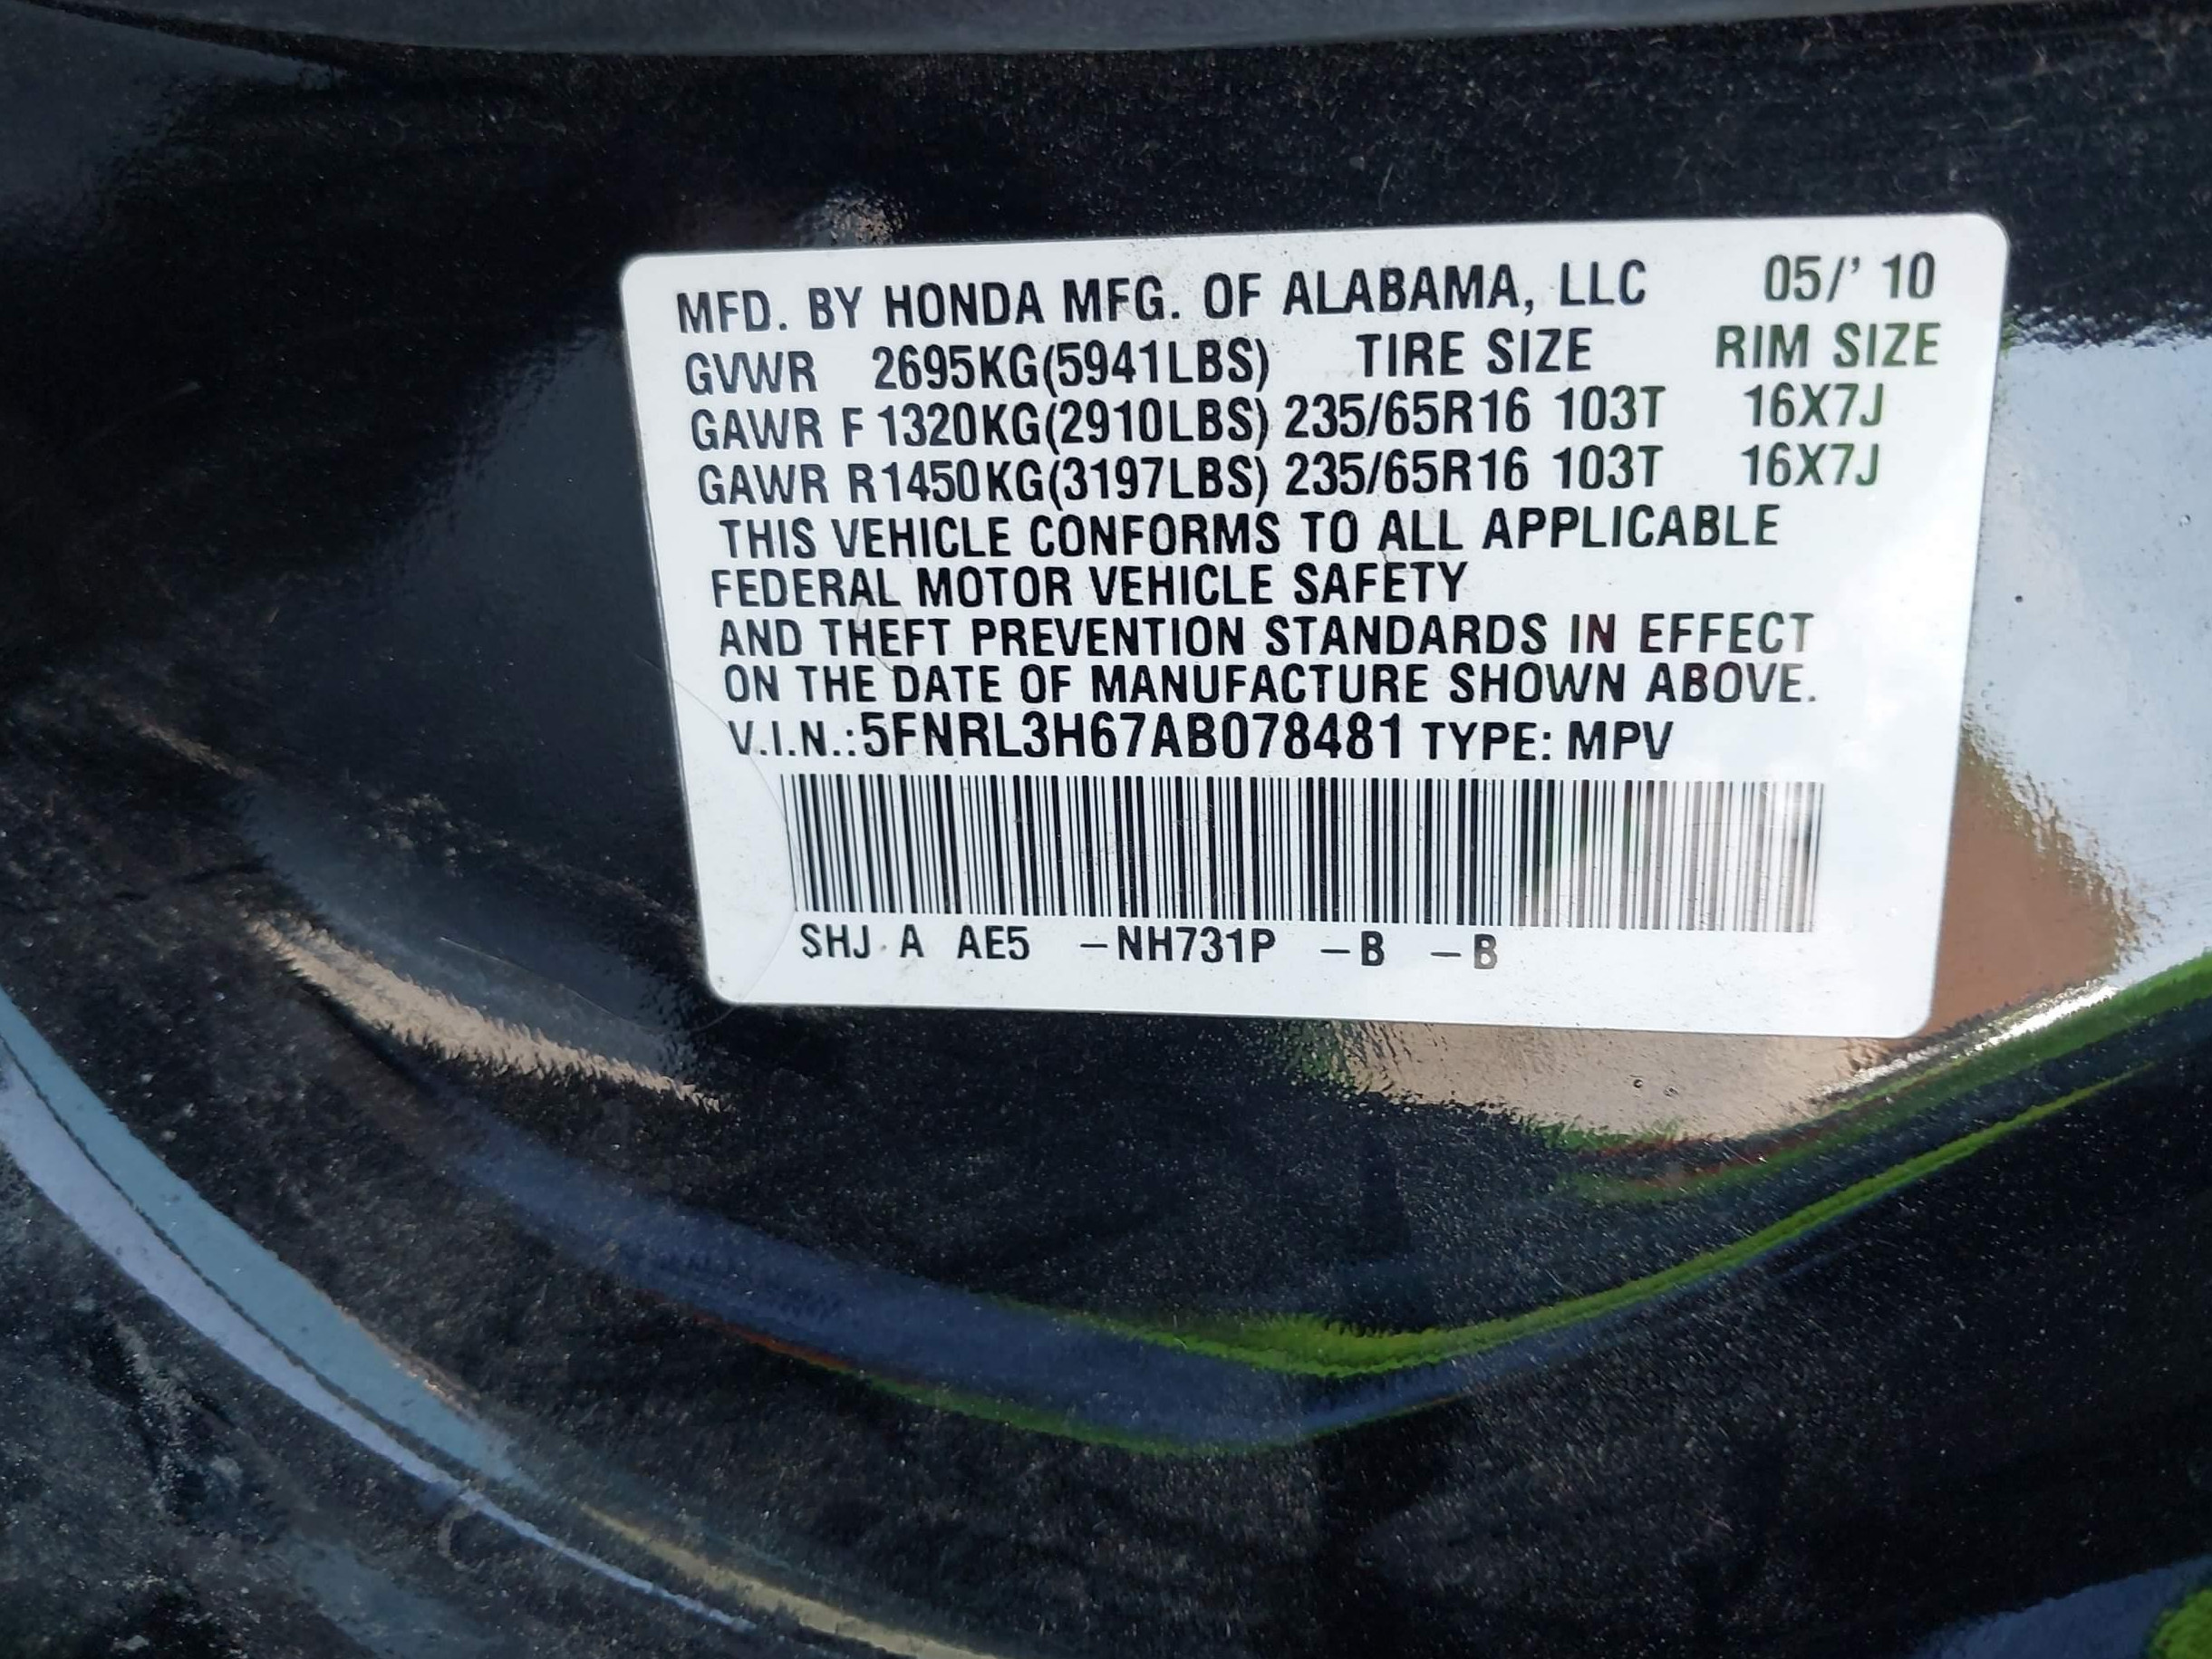 MFD. BY HONDA MFG. OF ALABAMA, LLC 05/' 10
GVWR 2695KG(5941LBS) TIRE SIZE RIM SIZE
GAWR F 1320KG(2910LBS) 235/65R16 103T 16X7J
GAWR R1450KG(3197LBS) 235/65R16 103T 16X7J
THIS VEHICLE CONFORMS TO ALL APPLICABLE
FEDERAL MOTOR VEHICLE SAFETY
AND THEFT PREVENTION STANDARDS IN EFFECT
ON THE DATE OF MANUFACTURE SHOWN ABOVE.
V.I.N.:5FNRL3H67AB078481 TYPE: MPV
SHJ A AE5 –NH731P –B –B